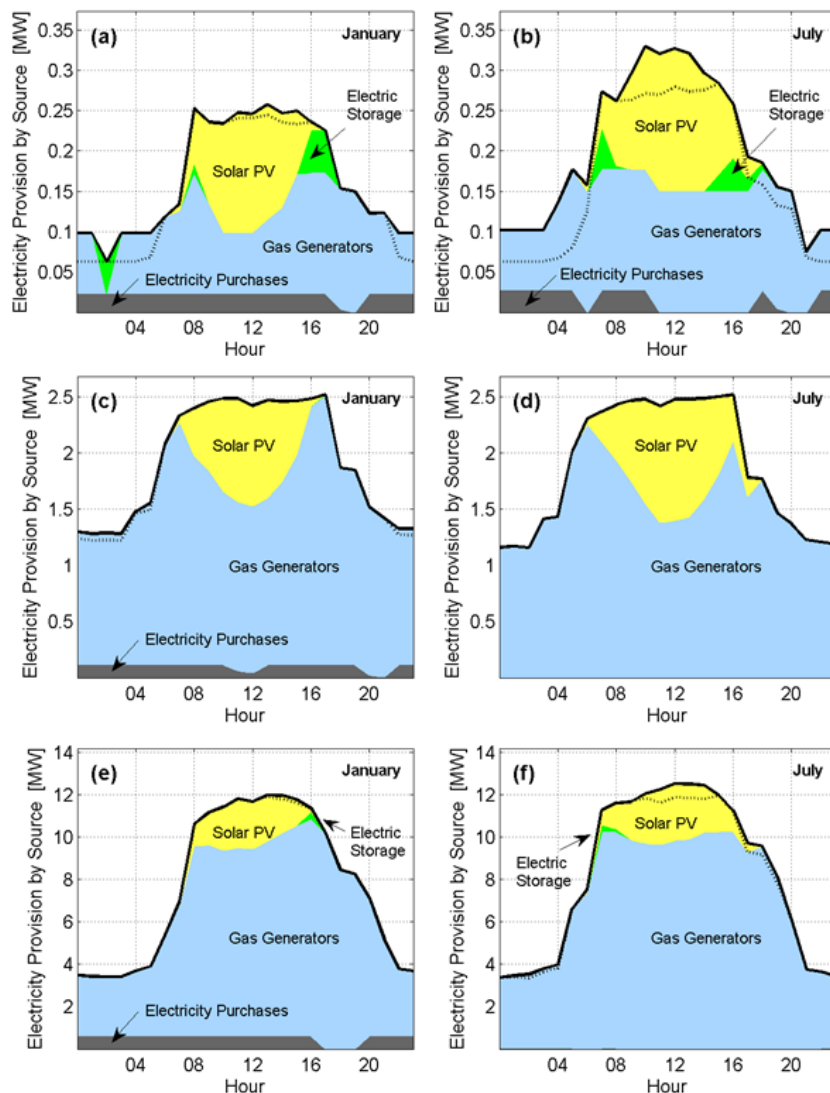 Electricity Provision by Source [MW]
(a)
January
0.35
0.3
0.25
0.2
0.15
0.1
0.05
Electric
Storage
Solar PV
Gas Generators
Electricity Purchases
04 08 12 16 20
Hour
Electricity Provision by Source [MW]
(b)
July
0.35
0.3
0.25
0.2
0.15
0.1
0.05
Electric
Storage
Solar PV
Gas Generators
Electricity Purchases
04 08 12 16 20
Hour
Electricity Provision by Source [MW]
(c)
January
2.5
2
1.5
1
0.5
Solar PV
Gas Generators
Electricity Purchases
04 08 12 16 20
Hour
Electricity Provision by Source [MW]
(d)
July
2.5
2
1.5
1
0.5
Solar PV
Gas Generators
04 08 12 16 20
Hour
Electricity Provision by Source [MW]
(e)
January
14
12
10
8
6
4
2
Solar PV
Electric
Storage
Gas Generators
Electricity Purchases
04 08 12 16 20
Hour
Electricity Provision by Source [MW]
(f)
July
14
12
10
8
6
4
2
Solar PV
Electric
Storage
Gas Generators
04 08 12 16 20
Hour